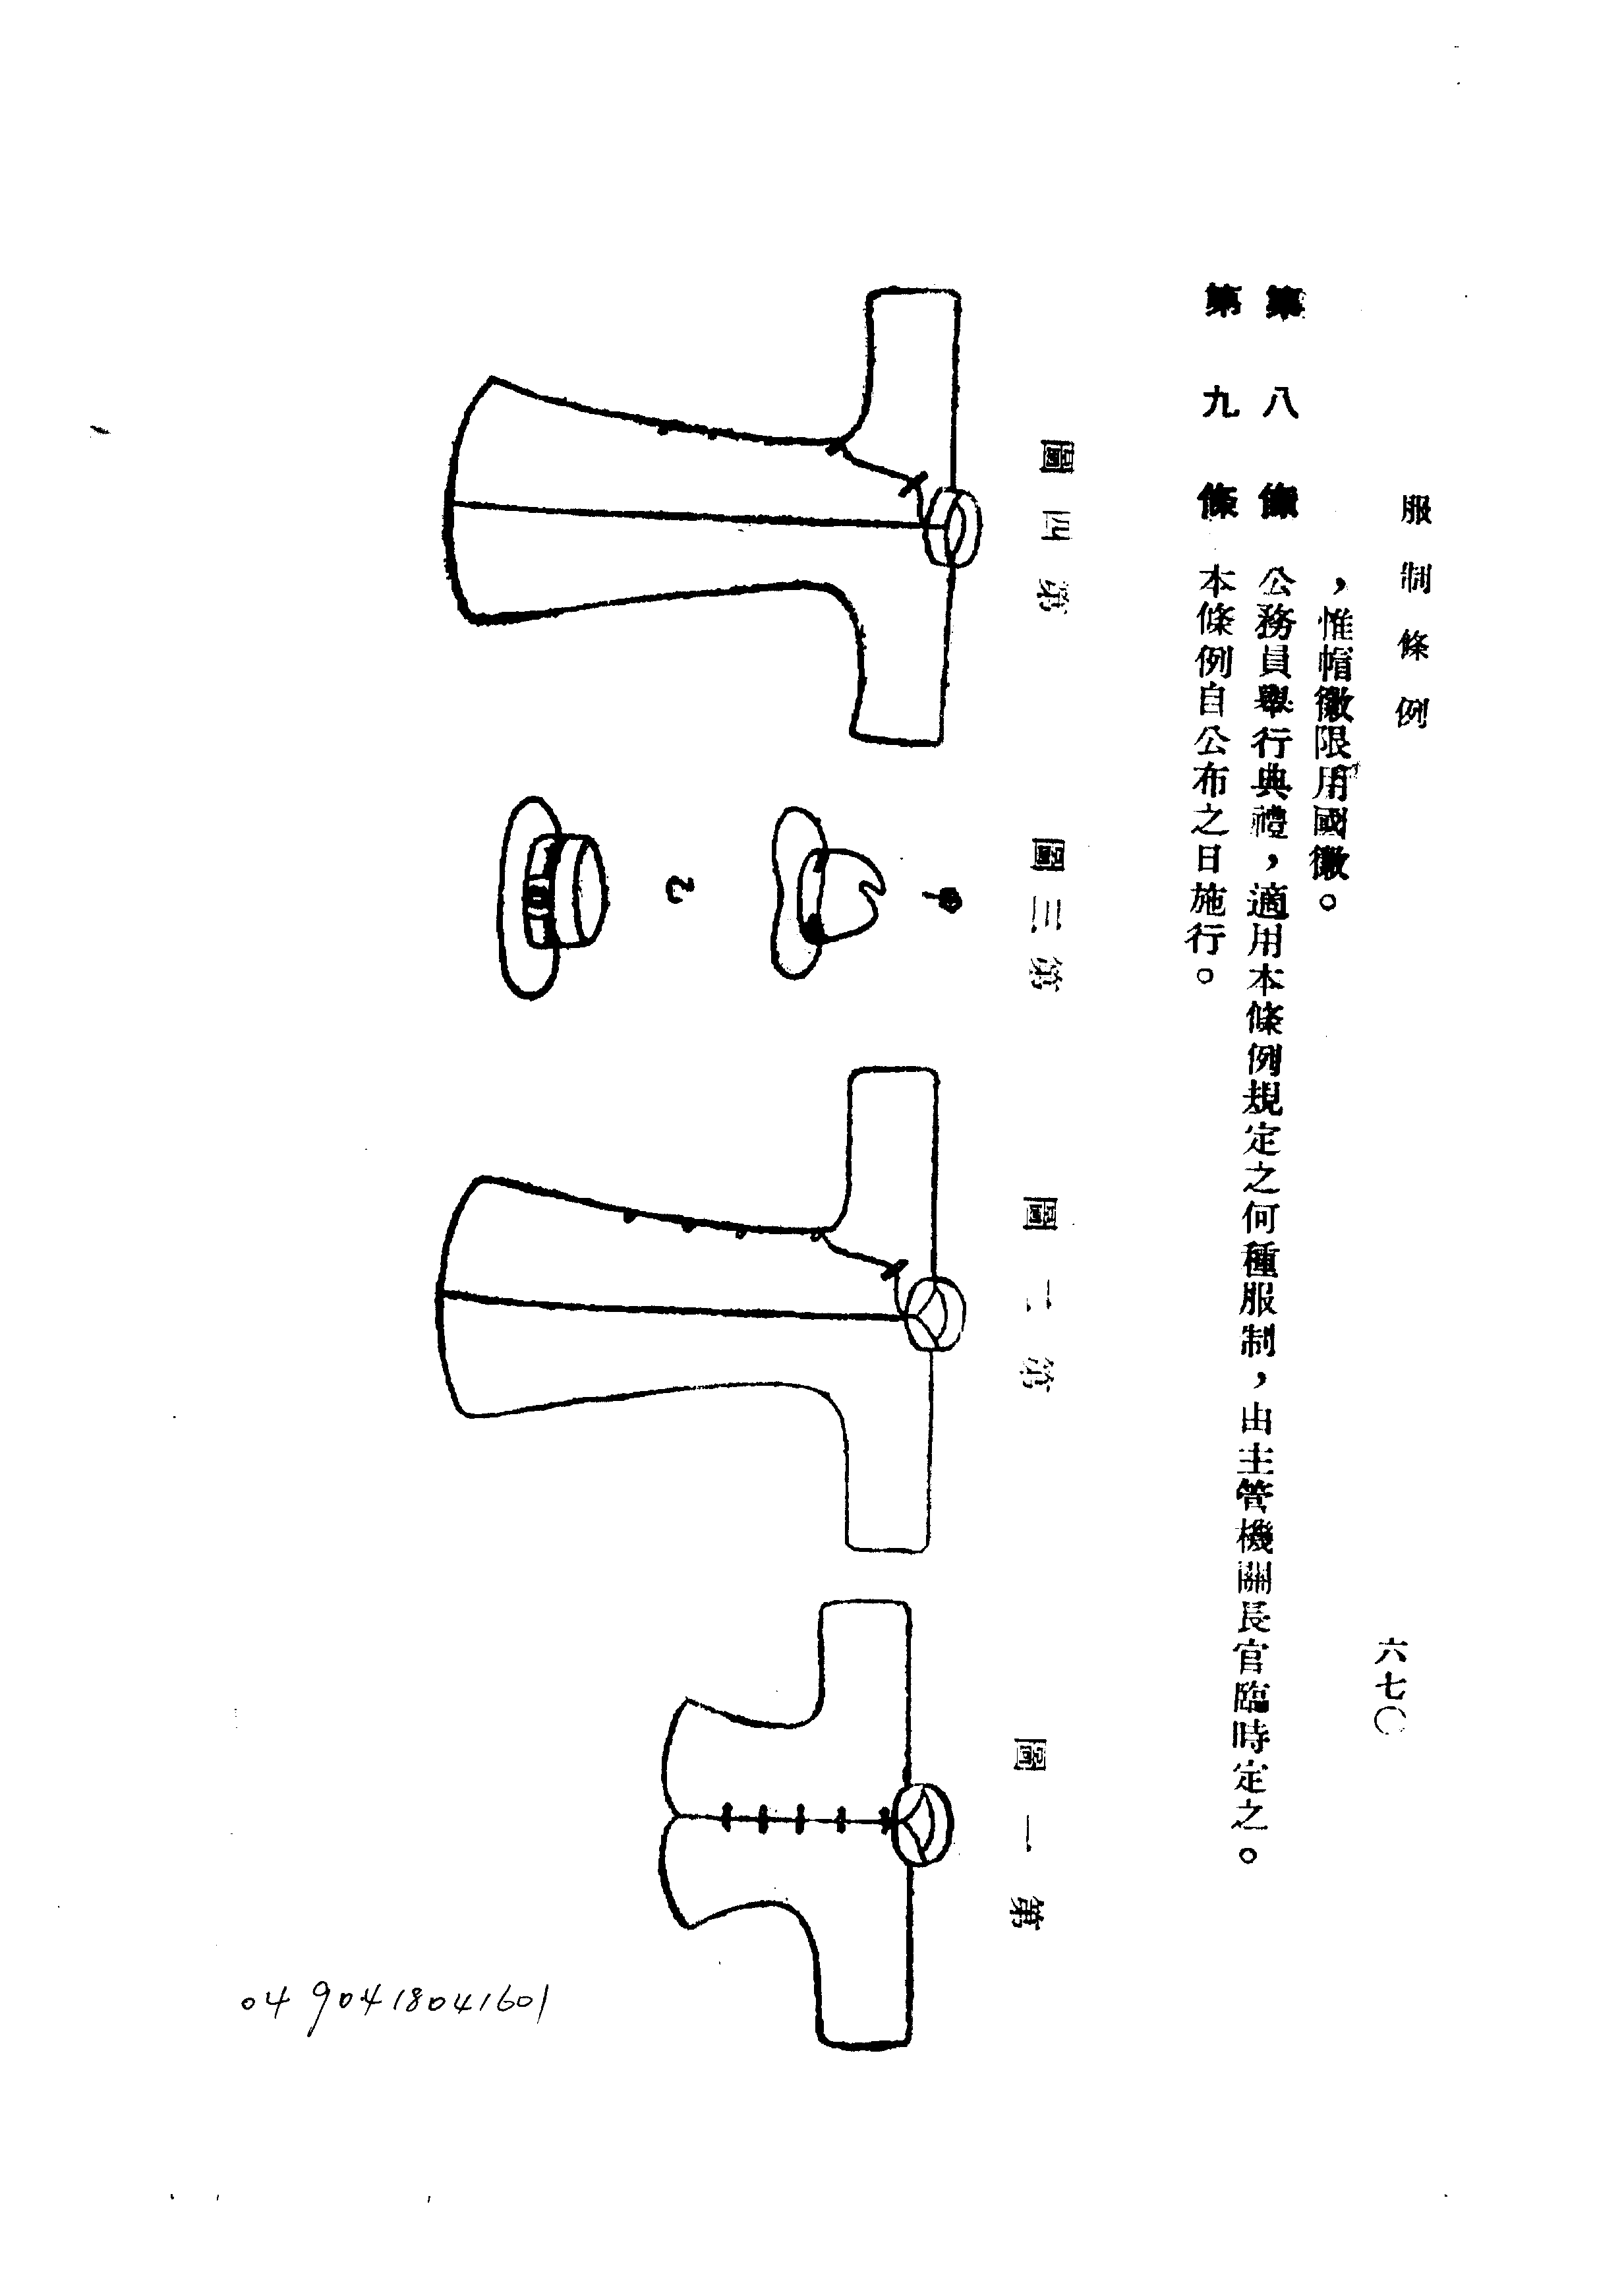 服制條例
六七〇
，惟帽徽限用國徽。
第八條　公務員舉行典禮，適用本條例規定之何種服制，由主管機關長官臨時定之。
第九條　本條例自公布之日施行。
第一圖
第二圖
第三圖
甲
乙
第四圖
0490418041601